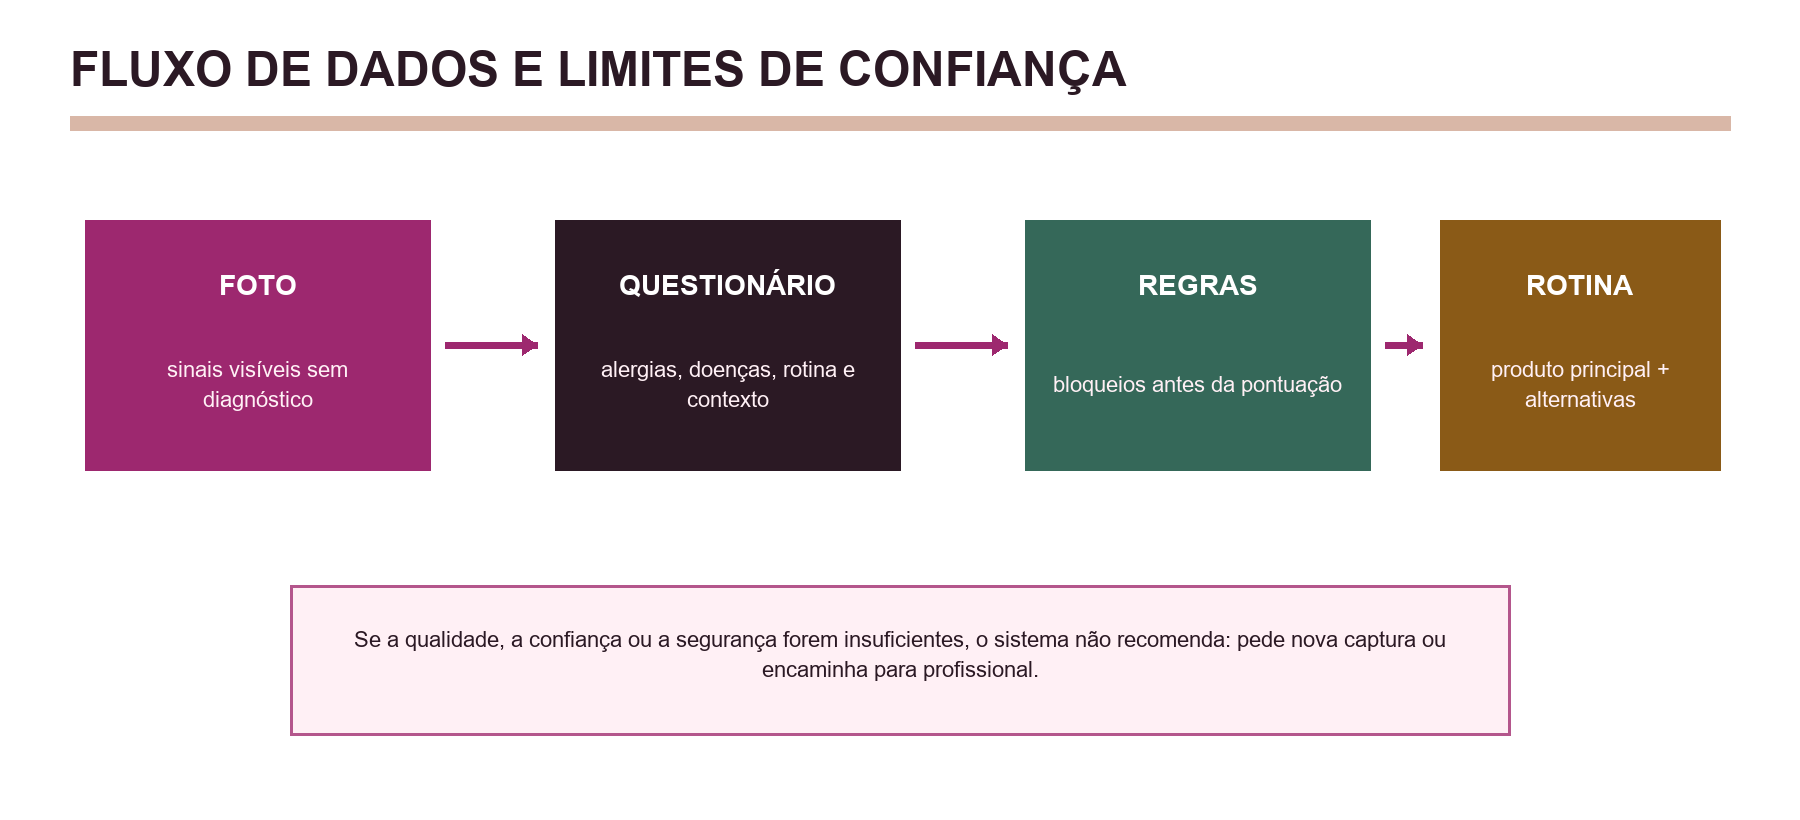 FLUXO DE DADOS E LIMITES DE CONFIANÇA
FOTO
sinais visíveis sem
diagnóstico
QUESTIONÁRIO
alergias, doenças, rotina e
contexto
REGRAS
bloqueios antes da pontuação
ROTINA
produto principal +
alternativas
Se a qualidade, a confiança ou a segurança forem insuficientes, o sistema não recomenda: pede nova captura ou
encaminha para profissional.